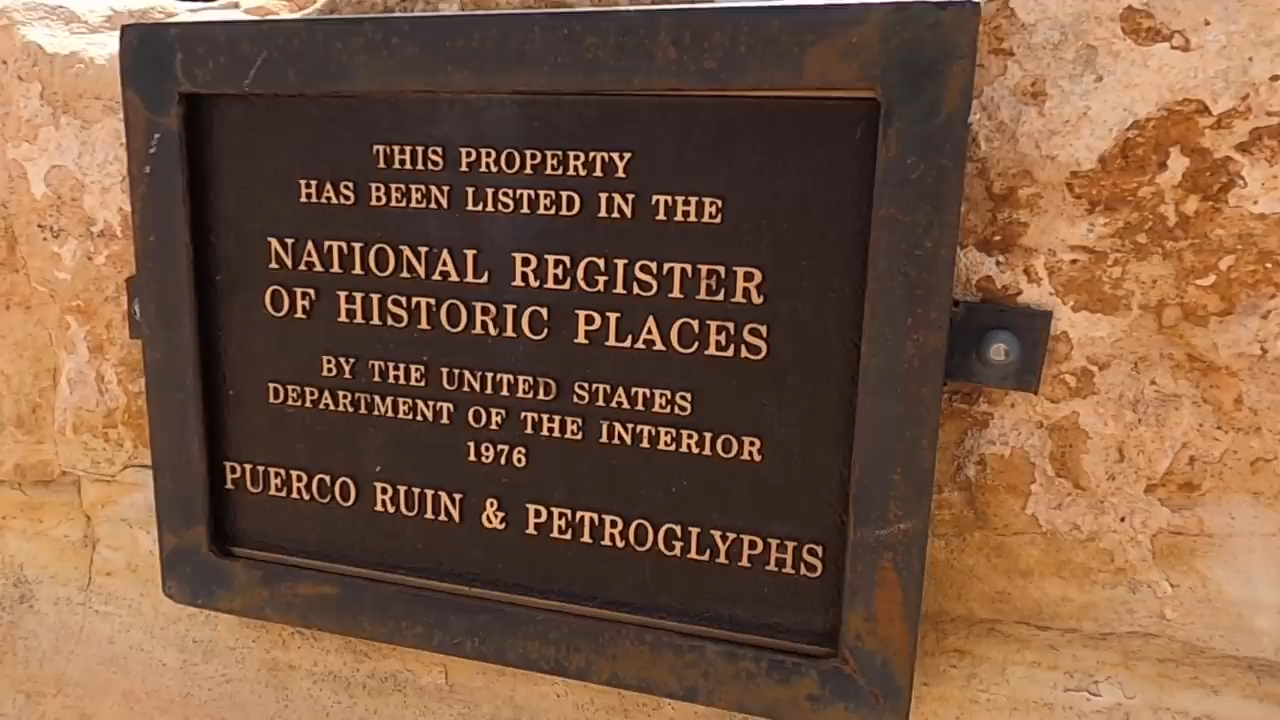 THIS PROPERTY
HAS BEEN LISTED IN THE
NATIONAL REGISTER
OF HISTORIC PLACES
BY THE UNITED STATES
DEPARTMENT OF THE INTERIOR
1976
PUERCO RUIN & PETROGLYPHS